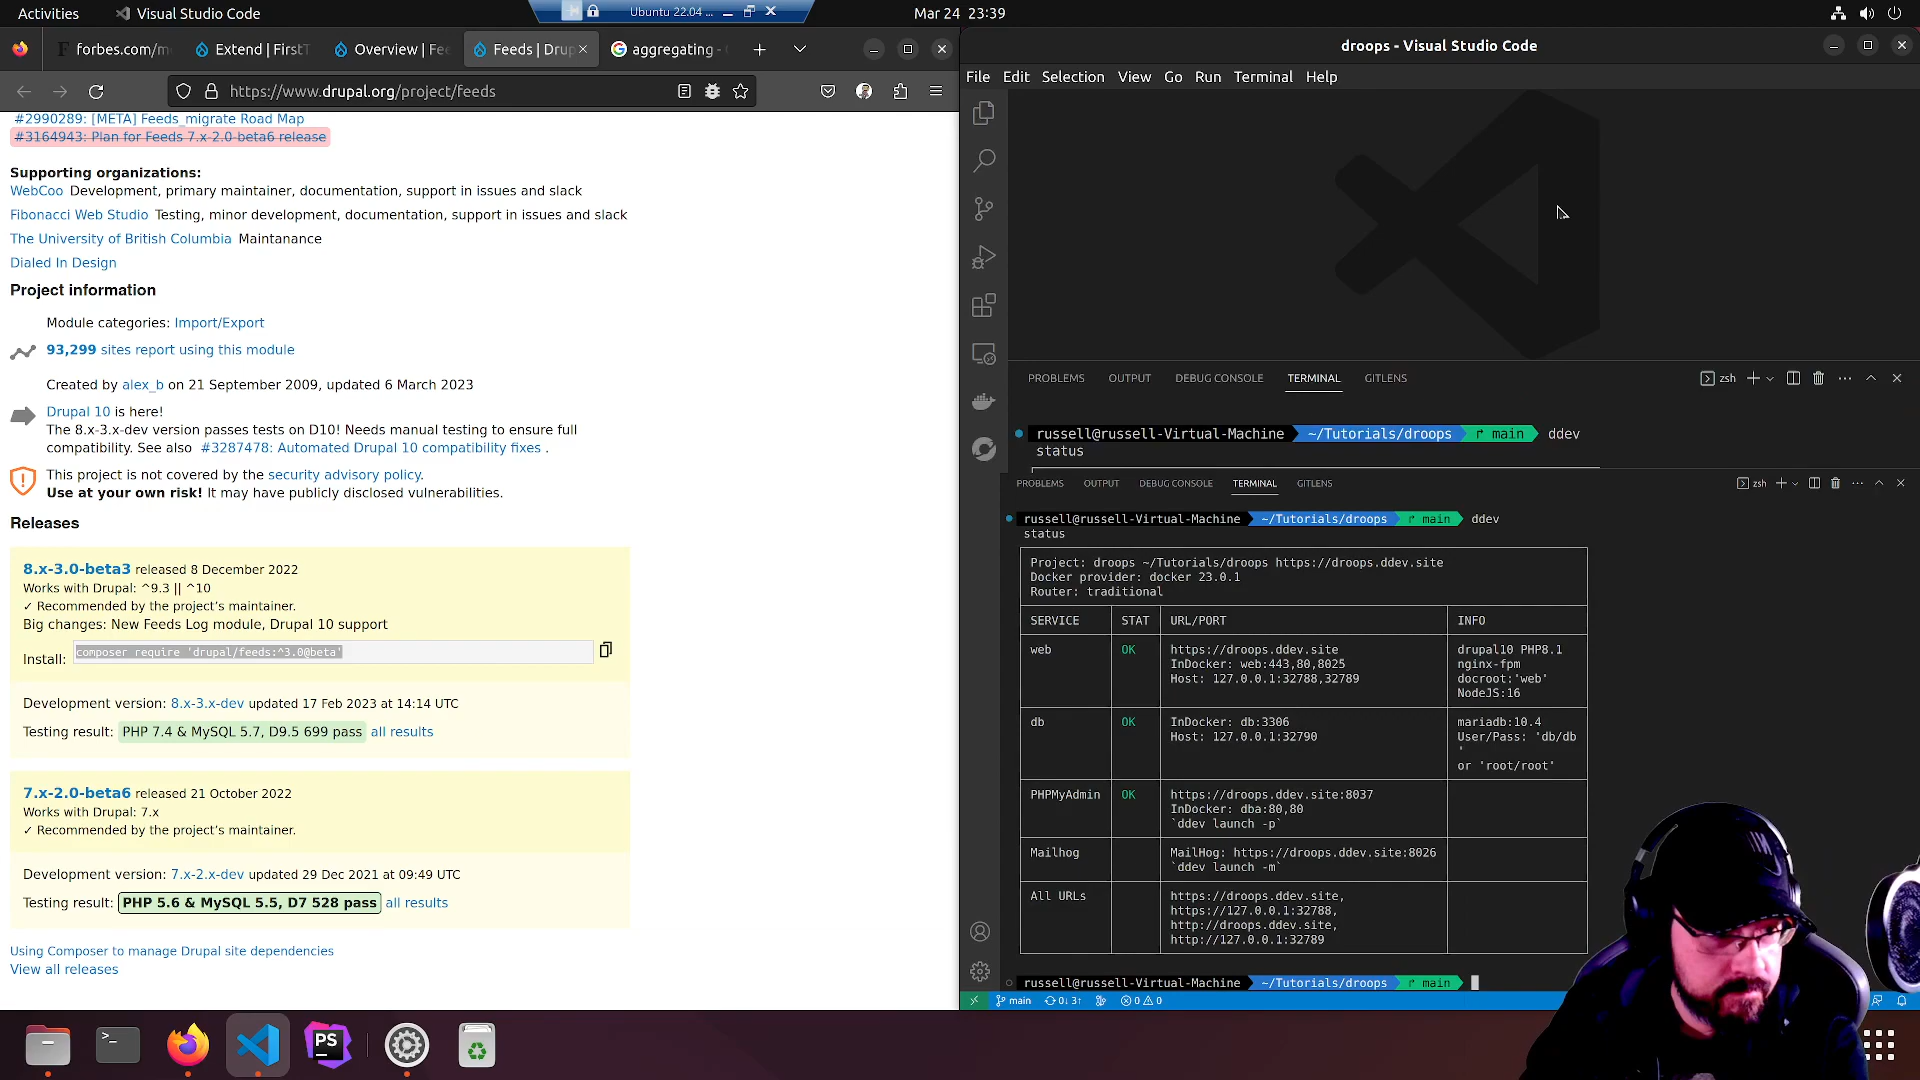 Activities
Visual Studio Code
Ubuntu 22.04 ...
Mar 24 23:39
forbes.com/m
Extend | FirstT
Overview | Fee
Feeds | Drup
aggregating -
https://www.drupal.org/project/feeds
#2990289: [META] Feeds_migrate Road Map
#3164943: Plan for Feeds 7.x-2.0-beta6 release
Supporting organizations:
WebCoo Development, primary maintainer, documentation, support in issues and slack
Fibonacci Web Studio Testing, minor development, documentation, support in issues and slack
The University of British Columbia Maintanance
Dialed In Design
Project information
Module categories: Import/Export
93,299 sites report using this module
Created by alex_b on 21 September 2009, updated 6 March 2023
Drupal 10 is here!
The 8.x-3.x-dev version passes tests on D10! Needs manual testing to ensure full
compatibility. See also #3287478: Automated Drupal 10 compatibility fixes .
This project is not covered by the security advisory policy.
Use at your own risk! It may have publicly disclosed vulnerabilities.
Releases
8.x-3.0-beta3 released 8 December 2022
Works with Drupal: ^9.3 || ^10
✓ Recommended by the project's maintainer.
Big changes: New Feeds Log module, Drupal 10 support
Install: composer require 'drupal/feeds:^3.0@beta'
Development version: 8.x-3.x-dev updated 17 Feb 2023 at 14:14 UTC
Testing result: PHP 7.4 & MySQL 5.7, D9.5 699 pass all results
7.x-2.0-beta6 released 21 October 2022
Works with Drupal: 7.x
✓ Recommended by the project's maintainer.
Development version: 7.x-2.x-dev updated 29 Dec 2021 at 09:49 UTC
Testing result: PHP 5.6 & MySQL 5.5, D7 528 pass all results
Using Composer to manage Drupal site dependencies
View all releases
droops - Visual Studio Code
File Edit Selection View Go Run Terminal Help
PROBLEMS OUTPUT DEBUG CONSOLE TERMINAL GITLENS
zsh
russell@russell-Virtual-Machine ~/Tutorials/droops main ddev
status
PROBLEMS OUTPUT DEBUG CONSOLE TERMINAL GITLENS
zsh
russell@russell-Virtual-Machine ~/Tutorials/droops main ddev
status
Project: droops ~/Tutorials/droops https://droops.ddev.site
Docker provider: docker 23.0.1
Router: traditional
SERVICE STAT URL/PORT INFO
web OK https://droops.ddev.site drupal10 PHP8.1
InDocker: web:443,80,8025 nginx-fpm
Host: 127.0.0.1:32788,32789 docroot:'web'
NodeJS:16
db OK InDocker: db:3306 mariadb:10.4
Host: 127.0.0.1:32790 User/Pass: 'db/db
'
or 'root/root'
PHPMyAdmin OK https://droops.ddev.site:8037
InDocker: dba:80,80
`ddev launch -p`
Mailhog MailHog: https://droops.ddev.site:8026
`ddev launch -m`
All URLs https://droops.ddev.site,
https://127.0.0.1:32788,
http://droops.ddev.site,
http://127.0.0.1:32789
russell@russell-Virtual-Machine ~/Tutorials/droops main
main 0↓ 3↑ 0 0
PS